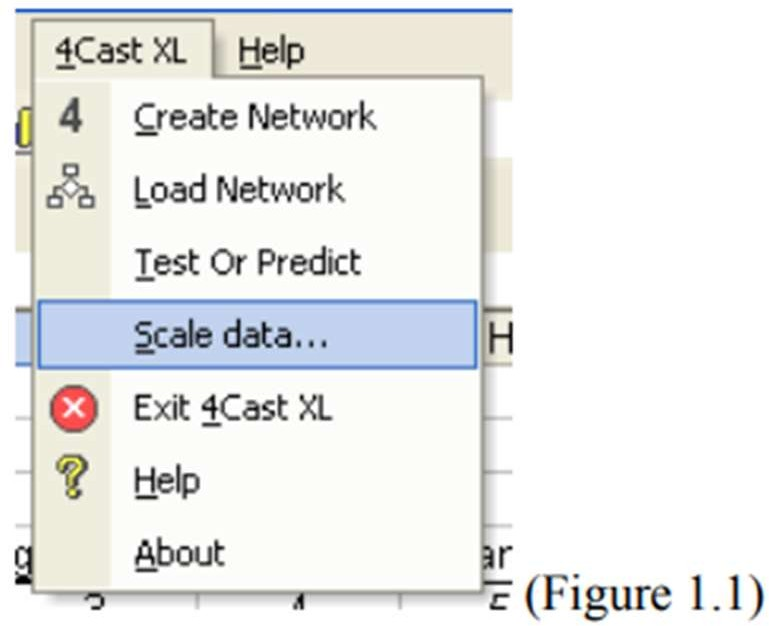 4Cast XL Help
4 Create Network
Load Network
Test Or Predict
Scale data...
H
Exit 4Cast XL
? Help
About
g
ar
(Figure 1.1)